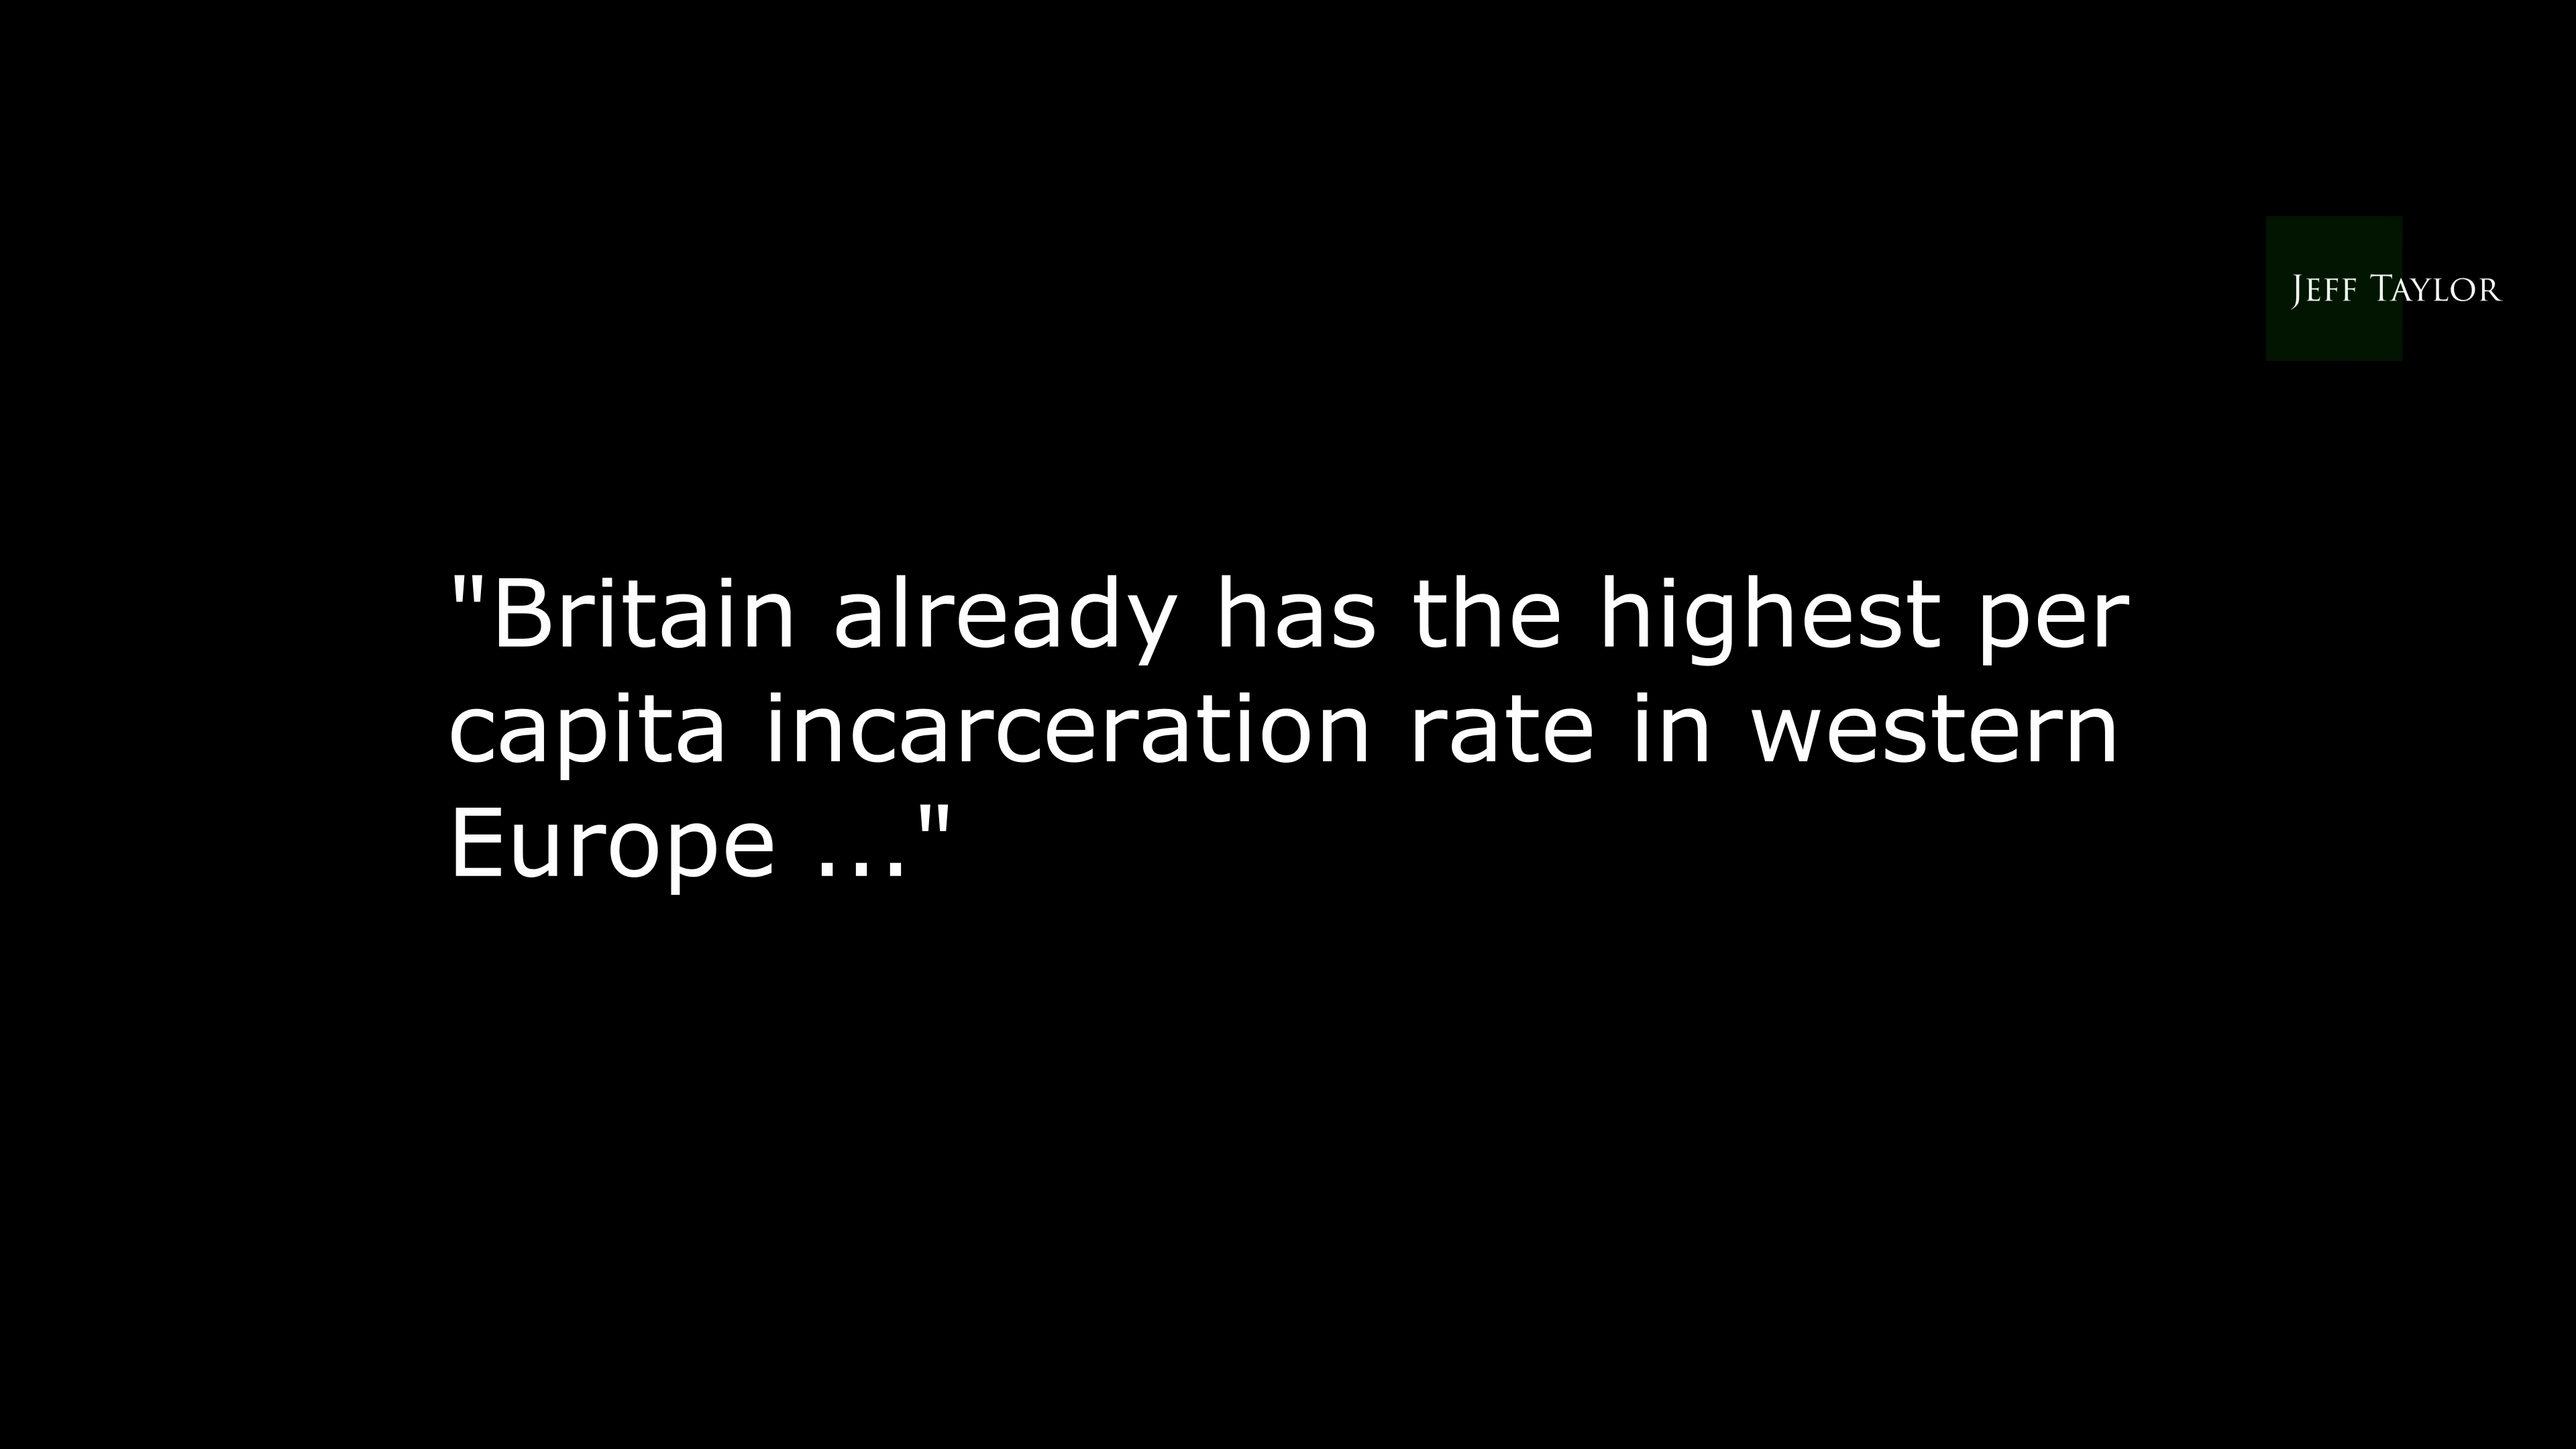 Jeff Taylor
"Britain already has the highest per
capita incarceration rate in western
Europe ..."